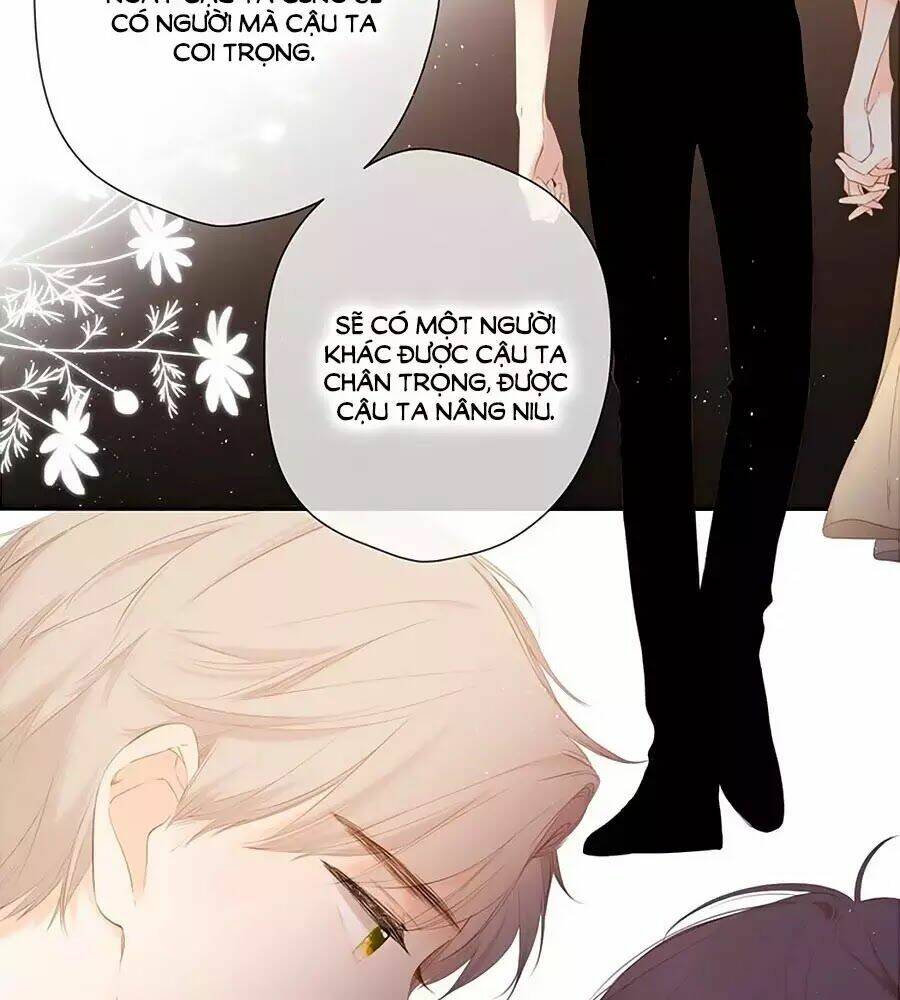 CÓ NGƯỜI MÀ CẬU TA
COI TRỌNG.
SẼ CÓ MỘT NGƯỜI
KHÁC ĐƯỢC CẬU TA
CHÂN TRỌNG, ĐƯỢC
CẬU TA NÂNG NIU.